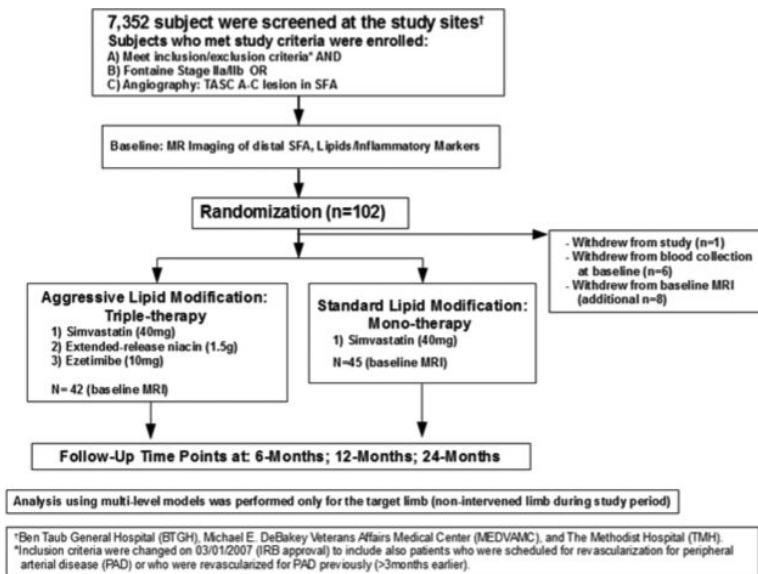 7,352 subject were screened at the study sites†
Subjects who met study criteria were enrolled:
A) Meet inclusion/exclusion criteria* AND
B) Fontaine Stage IIa/IIb OR
C) Angiography: TASC A-C lesion in SFA
Baseline: MR Imaging of distal SFA, Lipids/Inflammatory Markers
Randomization (n=102)
- Withdrew from study (n=1)
- Withdrew from blood collection
at baseline (n=6)
- Withdrew from baseline MRI
(additional n=8)
Aggressive Lipid Modification:
Triple-therapy
1) Simvastatin (40mg)
2) Extended-release niacin (1.5g)
3) Ezetimibe (10mg)
N= 42 (baseline MRI)
Standard Lipid Modification:
Mono-therapy
1) Simvastatin (40mg)
N=45 (baseline MRI)
Follow-Up Time Points at: 6-Months; 12-Months; 24-Months
Analysis using multi-level models was performed only for the target limb (non-intervened limb during study period)
†Ben Taub General Hospital (BTGH), Michael E. DeBakey Veterans Affairs Medical Center (MEDVAMC), and The Methodist Hospital (TMH).
*Inclusion criteria were changed on 03/01/2007 (IRB approval) to include also patients who were scheduled for revascularization for peripheral
arterial disease (PAD) or who were revascularized for PAD previously (>3months earlier).